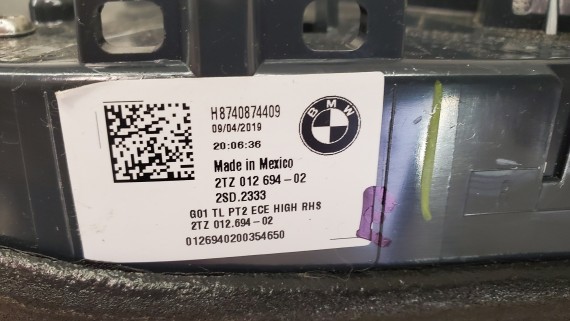 H8740874409
09/04/2019
BMW
20:06:36
Made in Mexico
2TZ 012 694-02
2SD.2333
G01 TL PT2 ECE HIGH RHS
2TZ 012.694-02
0126940200354650